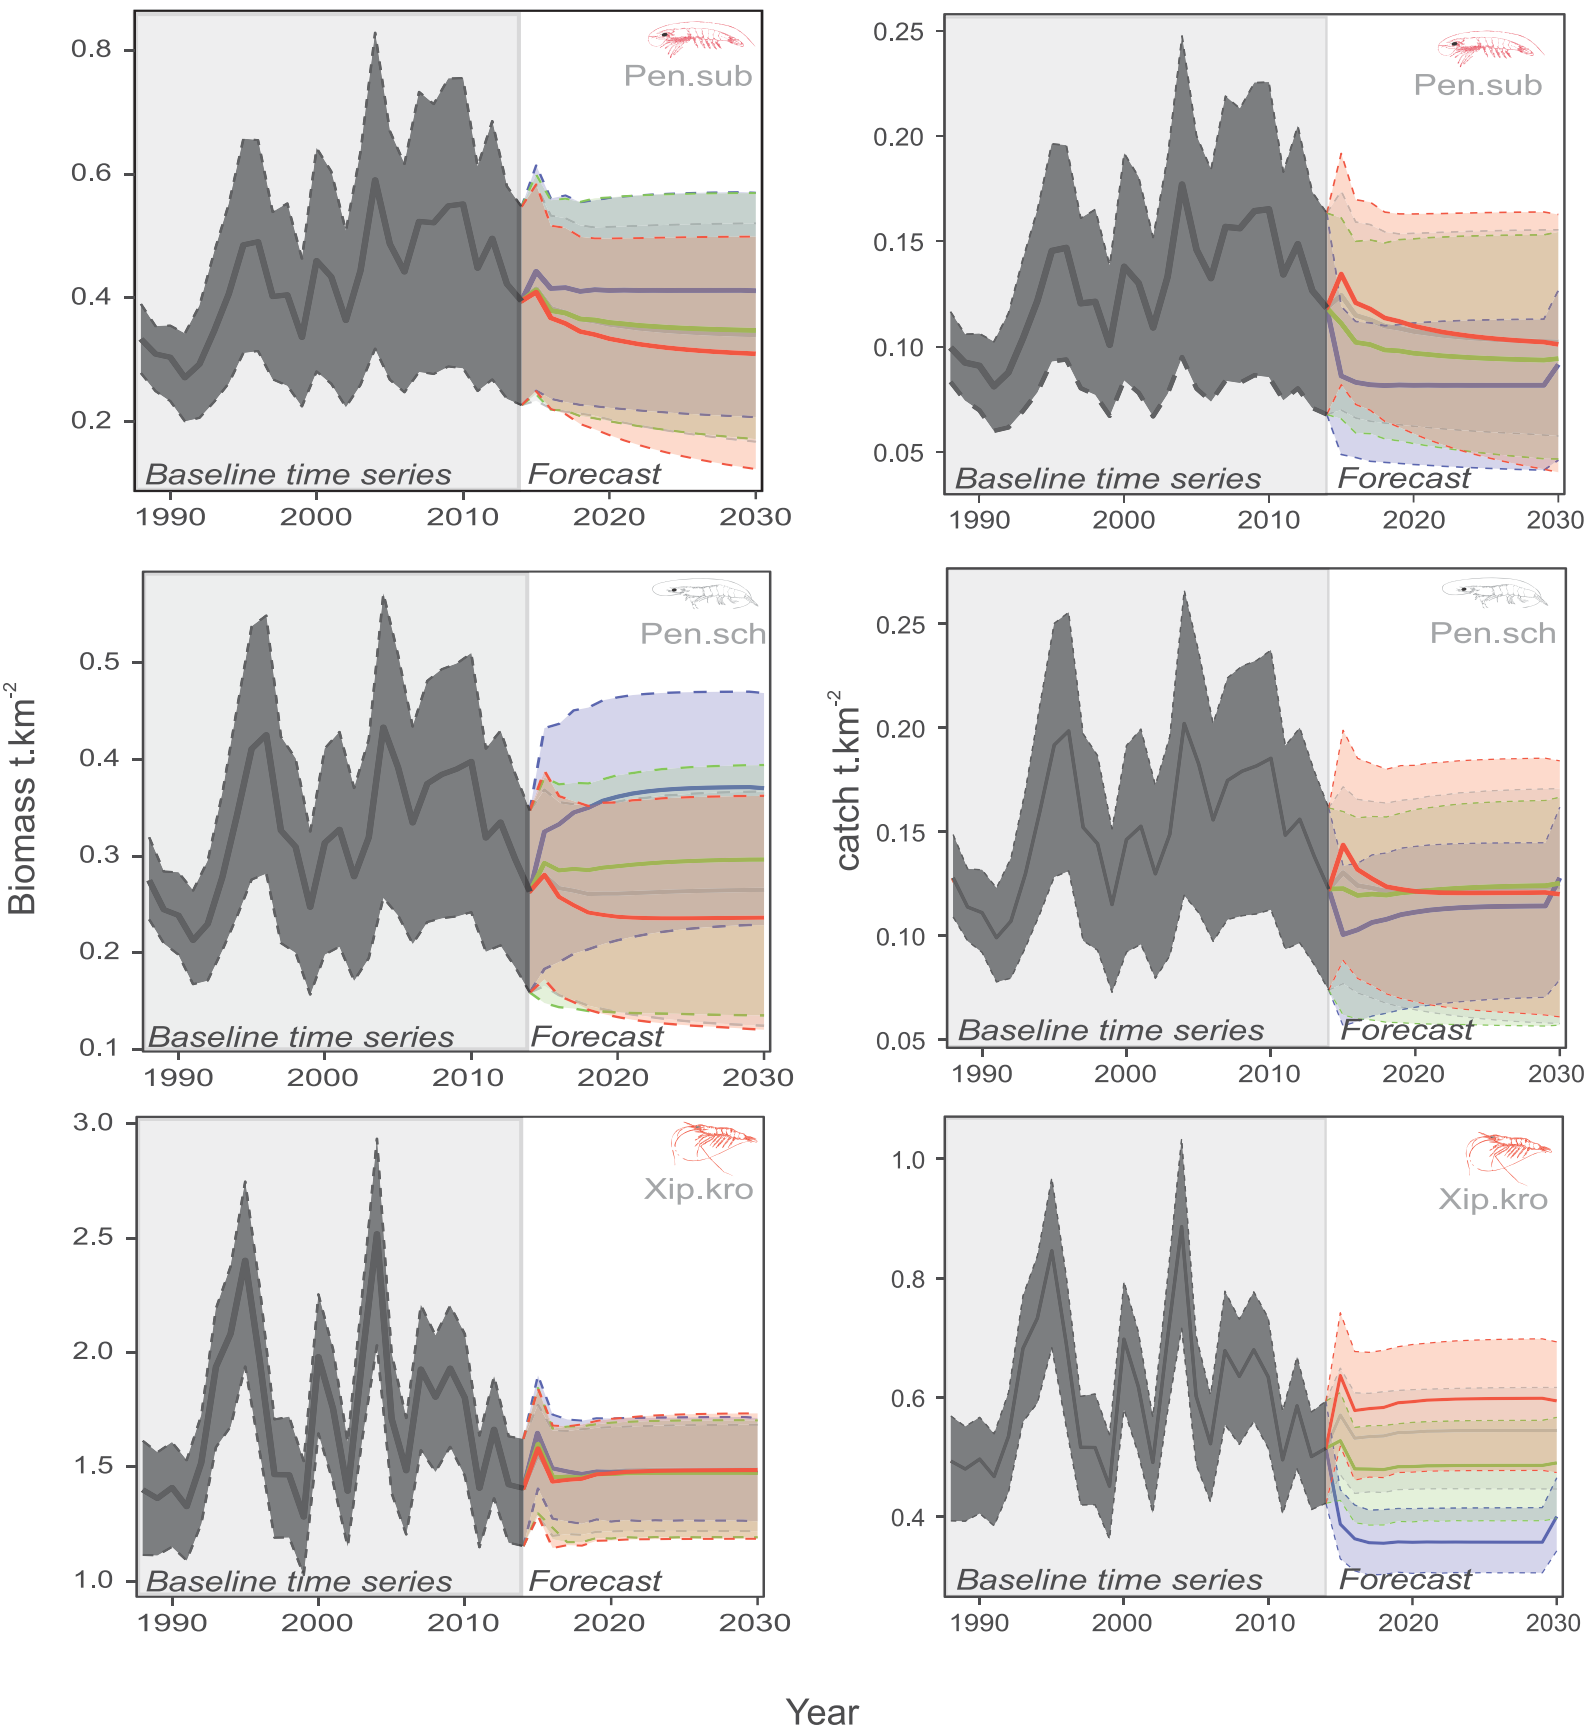 0.8
0.6
0.4
0.2
Pen.sub
Baseline time series
Forecast
1990 2000 2010 2020 2030
0.25
0.20
0.15
0.10
0.05
Pen.sub
Baseline time series
Forecast
1990 2000 2010 2020 2030
Biomass t.km-2
0.5
0.4
0.3
0.2
0.1
Pen.sch
Baseline time series
Forecast
1990 2000 2010 2020 2030
catch t.km-2
0.25
0.20
0.15
0.10
0.05
Pen.sch
Baseline time series
Forecast
1990 2000 2010 2020 2030
3.0
2.5
2.0
1.5
1.0
Xip.kro
Baseline time series
Forecast
1990 2000 2010 2020 2030
1.0
0.8
0.6
0.4
Xip.kro
Baseline time series
Forecast
1990 2000 2010 2020 2030
Year